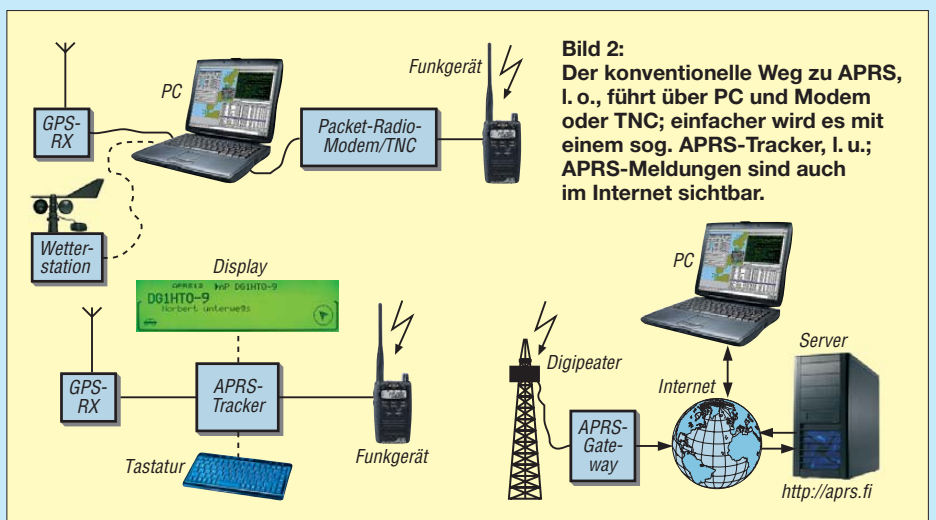 Bild 2:
Der konventionelle Weg zu APRS,
l. o., führt über PC und Modem
oder TNC; einfacher wird es mit
einem sog. APRS-Tracker, l. u.;
APRS-Meldungen sind auch
im Internet sichtbar.
GPS-
RX
PC
Packet-Radio-
Modem/TNC
Funkgerät
Wetter-
station
Display
DG1HTO-9
DG1HTO-9
Norbert unterwegs
GPS-
RX
APRS-
Tracker
Funkgerät
Tastatur
Digipeater
APRS-
Gate-
way
Internet
PC
Server
http://aprs.fi